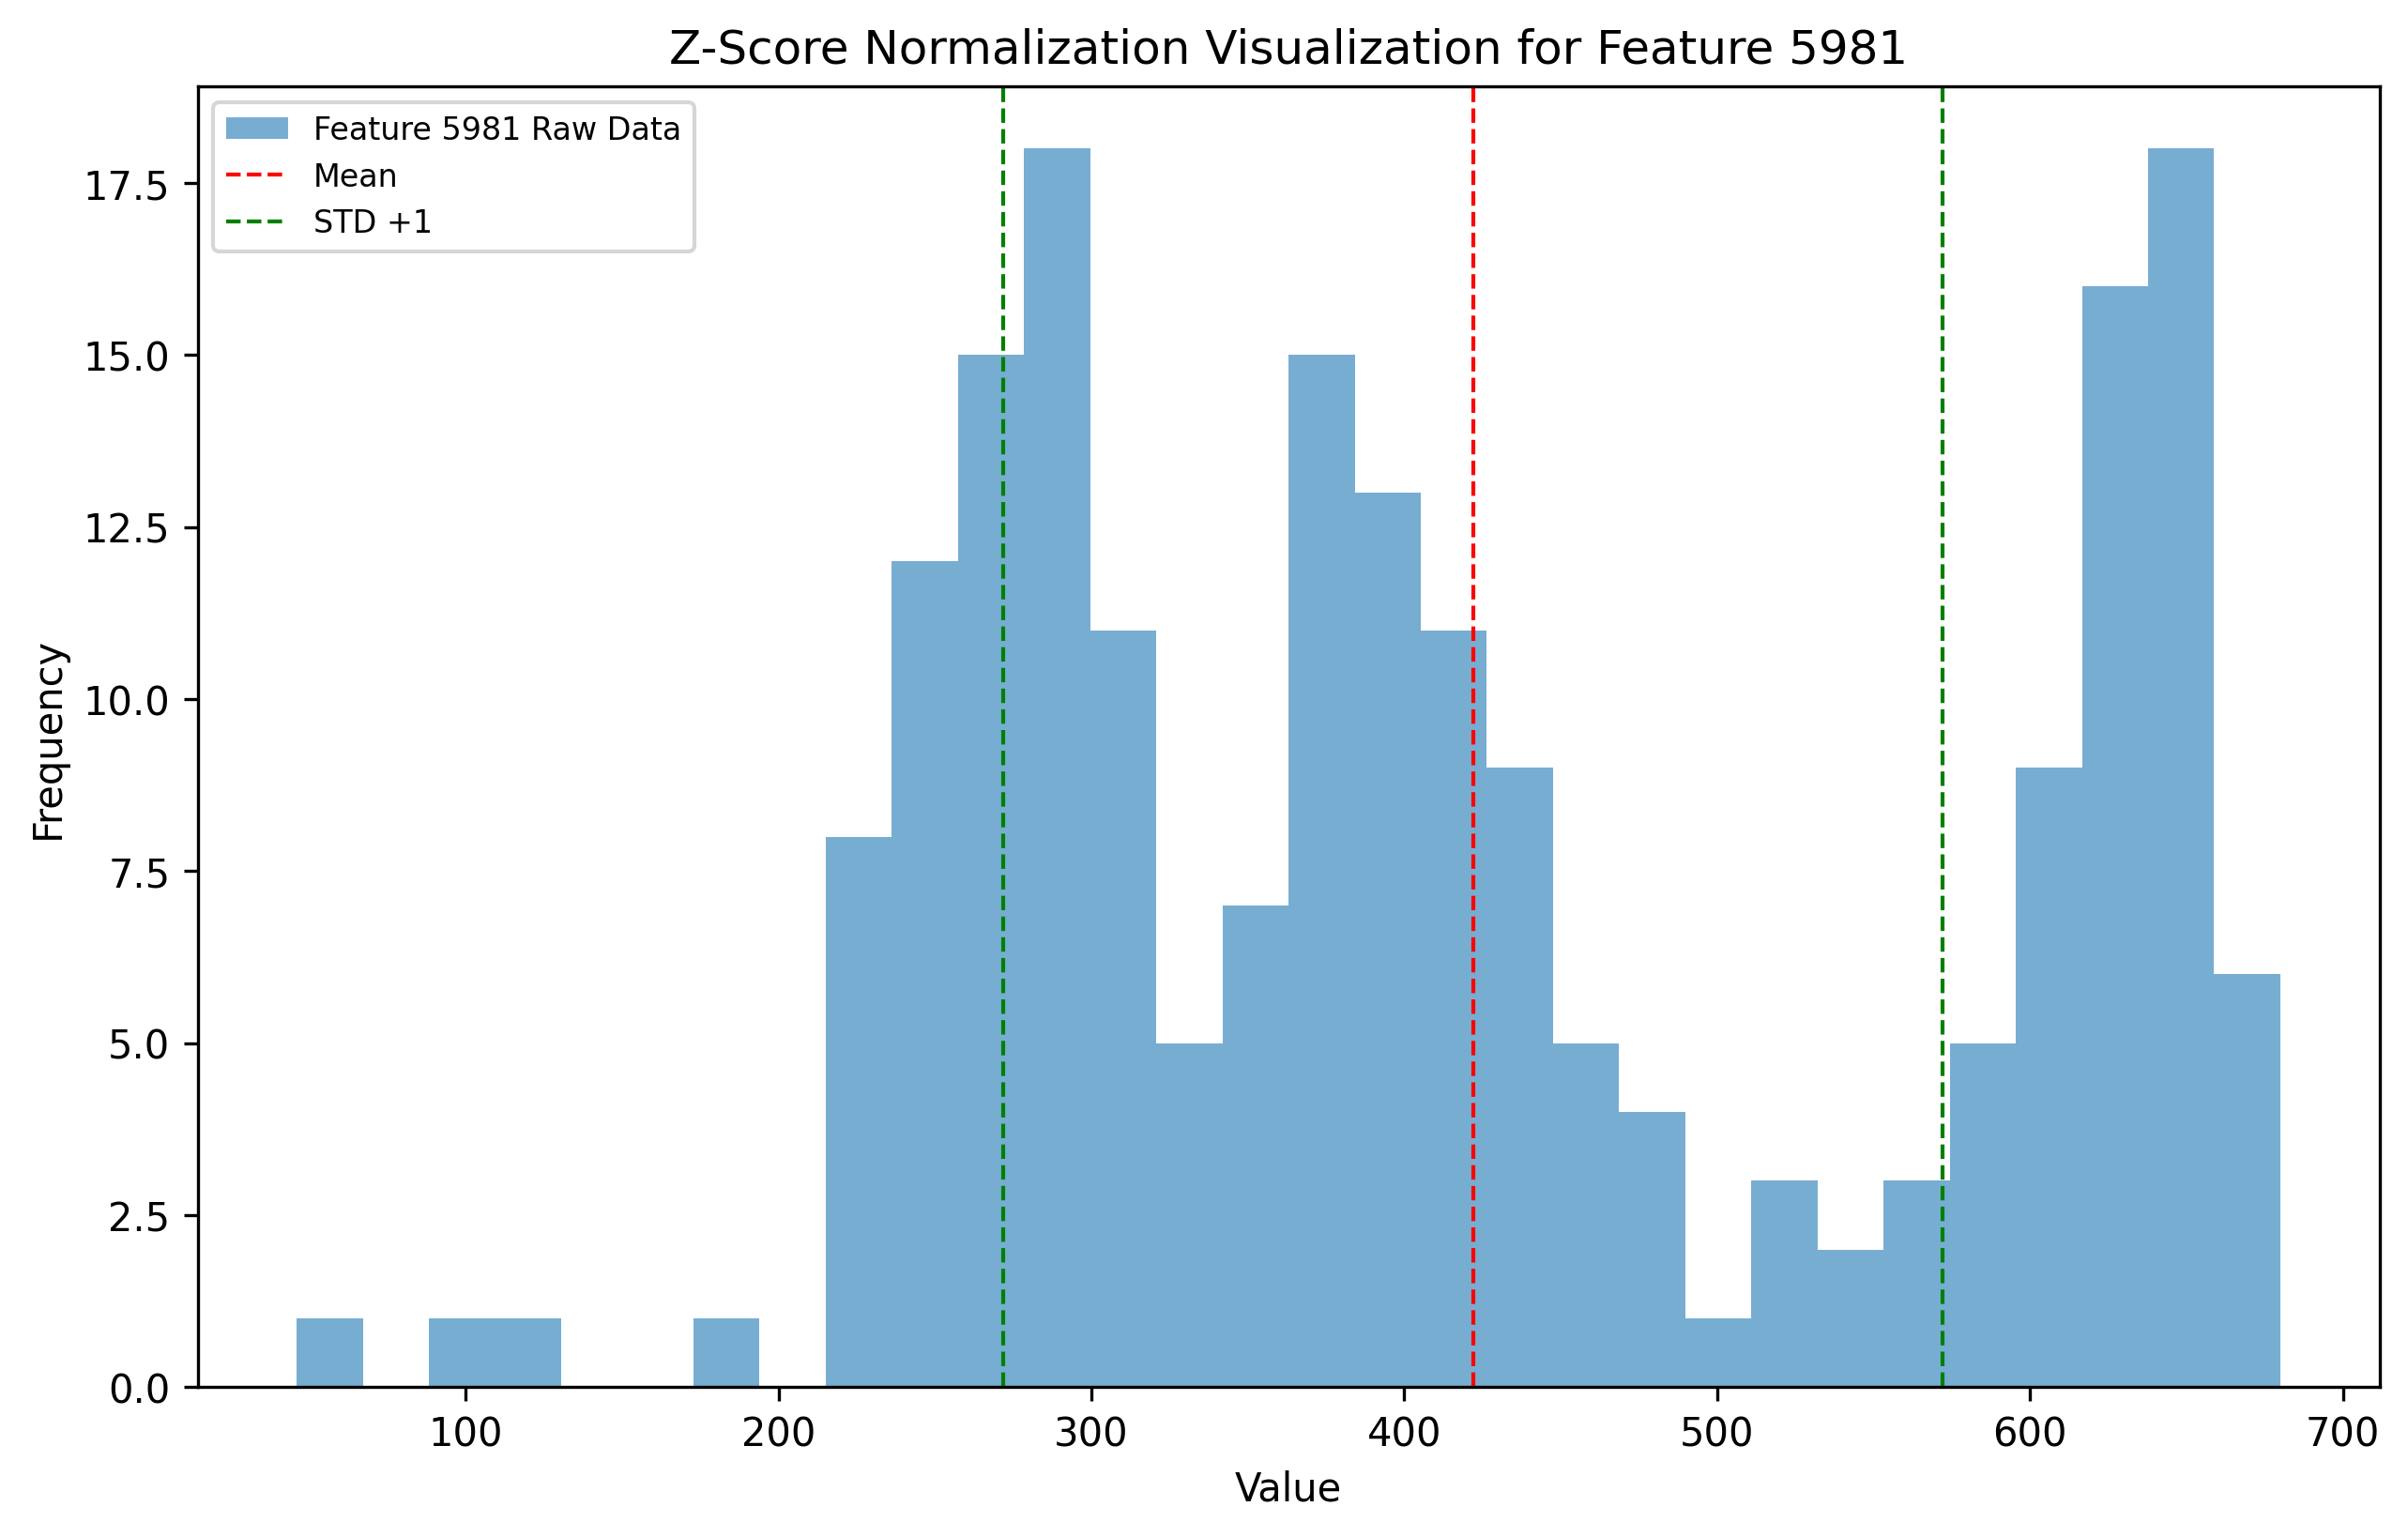 Z-Score Normalization Visualization for Feature 5981
Feature 5981 Raw Data
Mean
STD +1
17.5
15.0
12.5
10.0
7.5
5.0
2.5
0.0
Frequency
100 200 300 400 500 600 700
Value